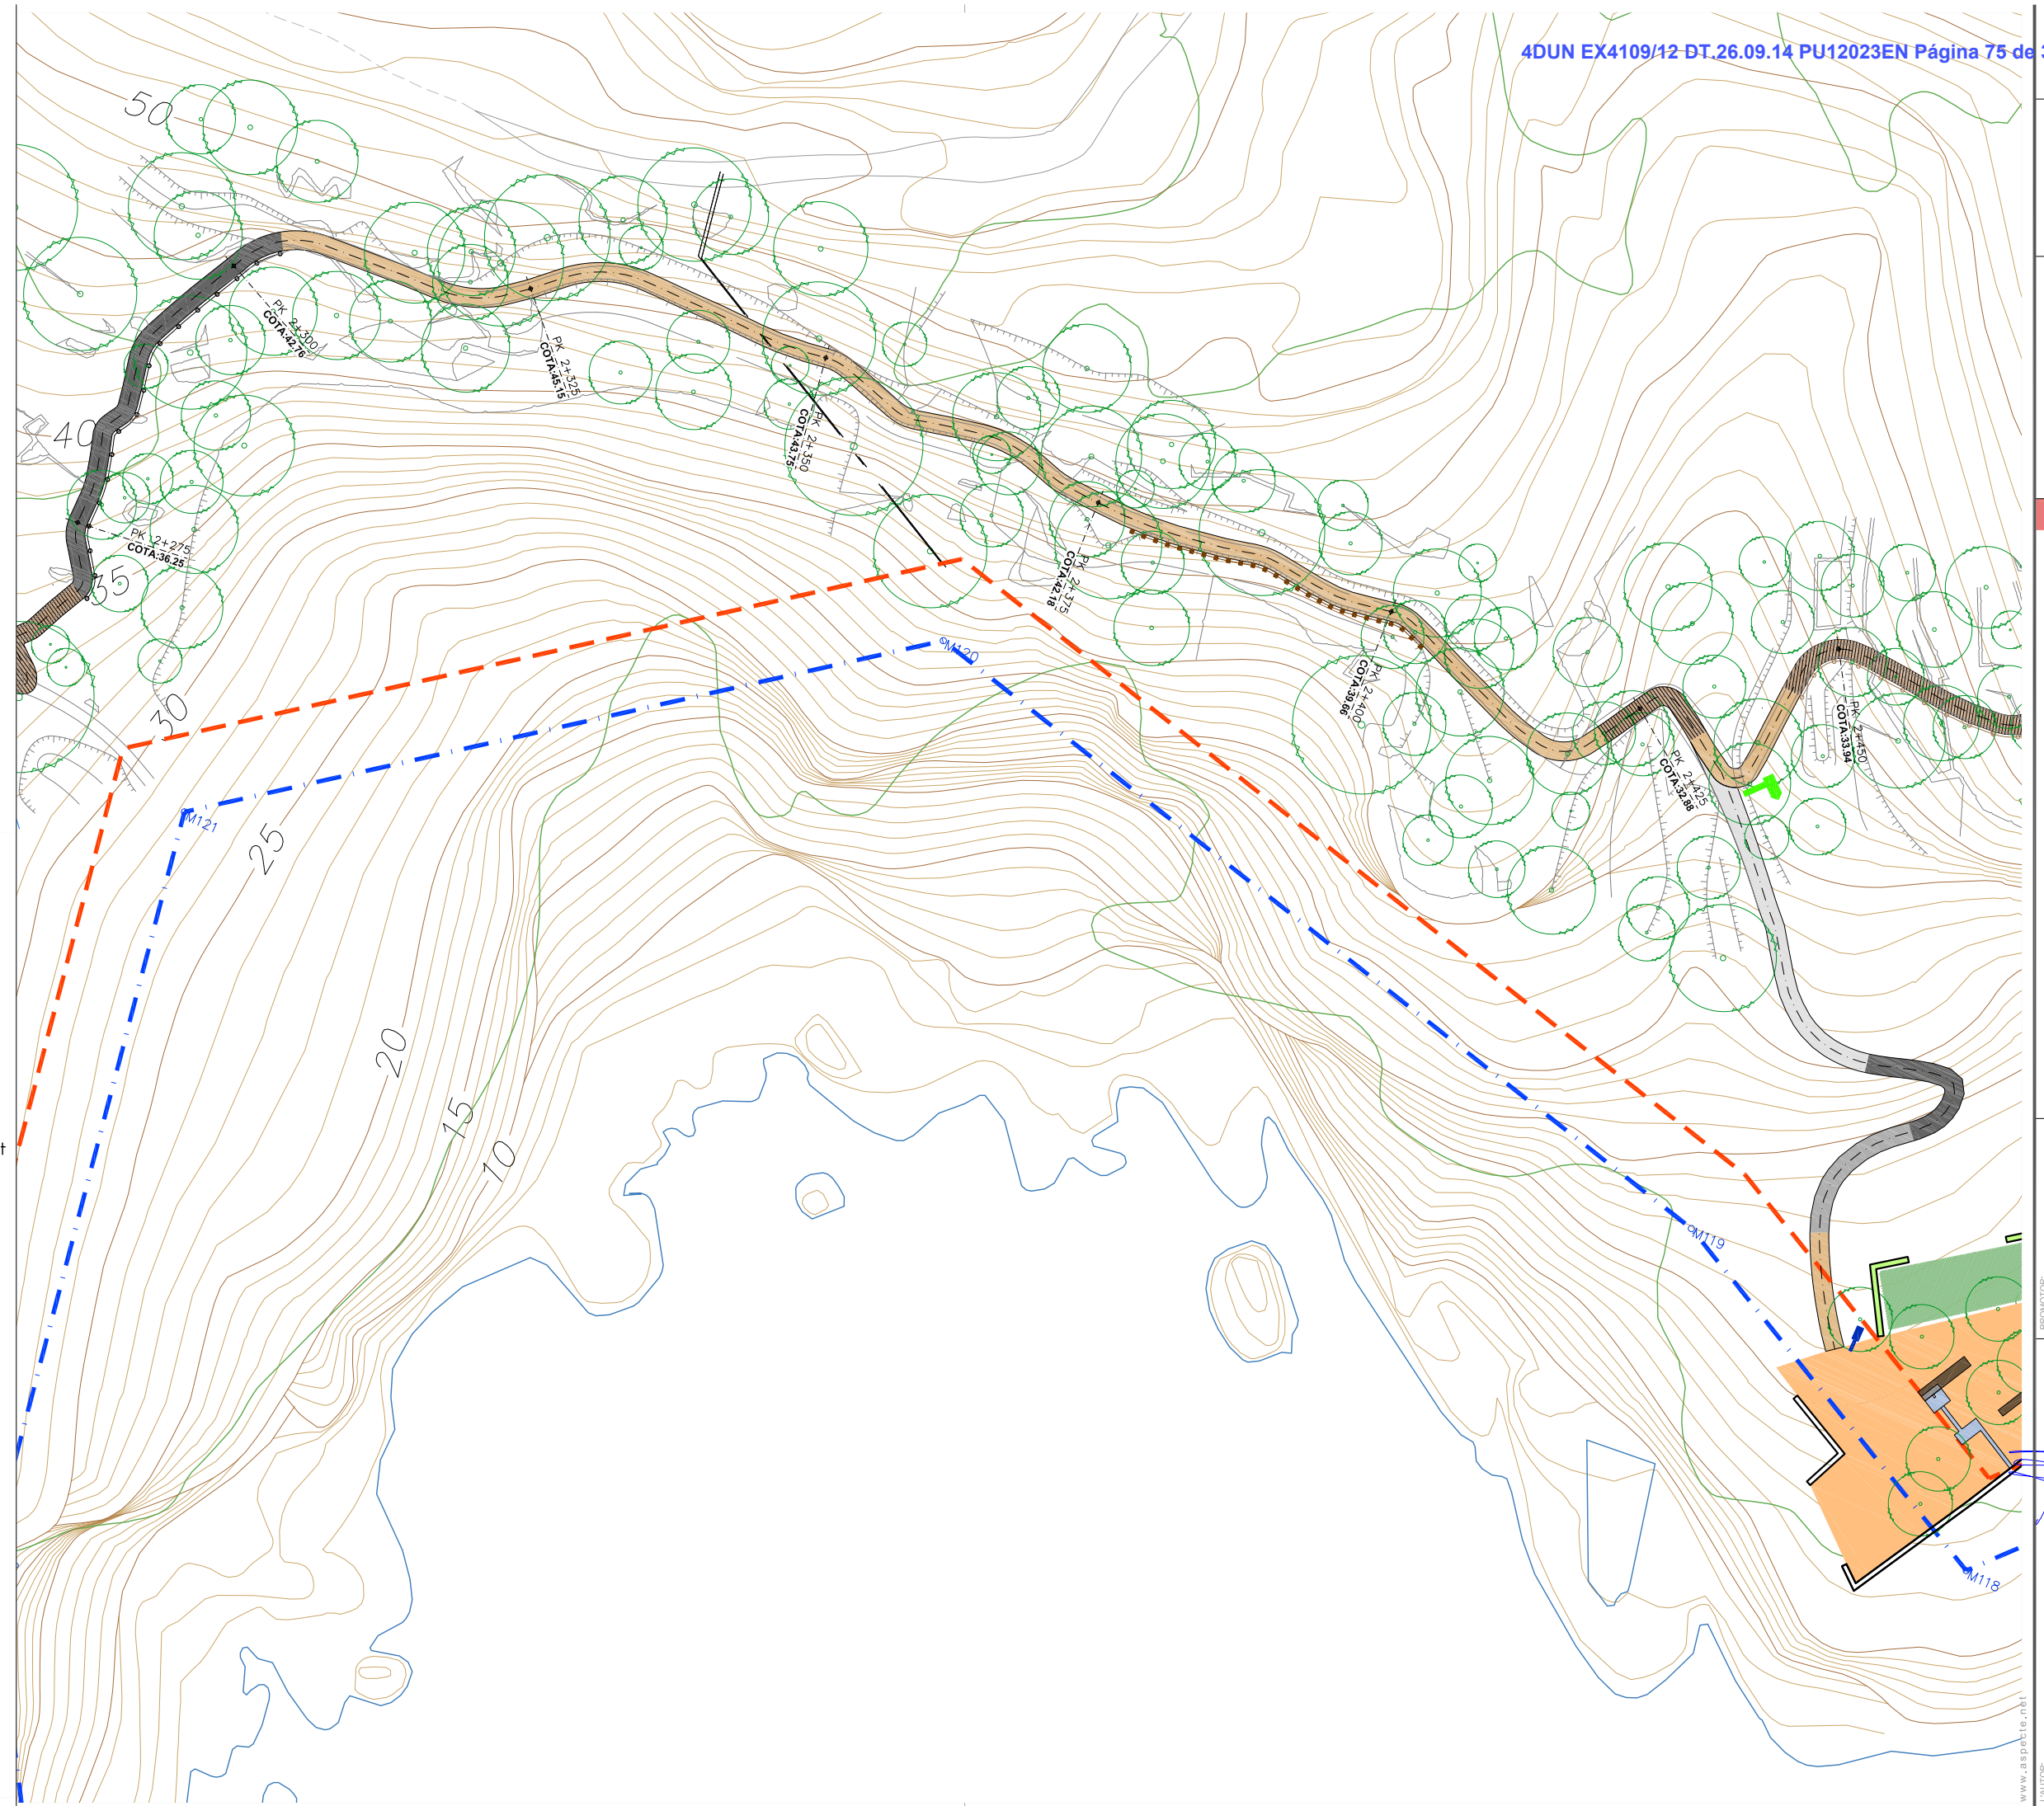 4DUN EX4109/12 DT.26.09.14 PU12023EN Página 75 de
50
PK 2+300
COTA:42.76
PK 2+325
COTA:45.15
40
PK 2+350
COTA:43.75
PK 2+275
COTA:36.25
35
PK 2+375
COTA:42.18
PK 2+400
COTA:39.66
M120
30
PK 2+450
COTA:33.94
PK 2+425
COTA:32.88
M121
25
20
15
10
M119
M118
PROMOTOR:
www.aspecte.net
AUTOR: